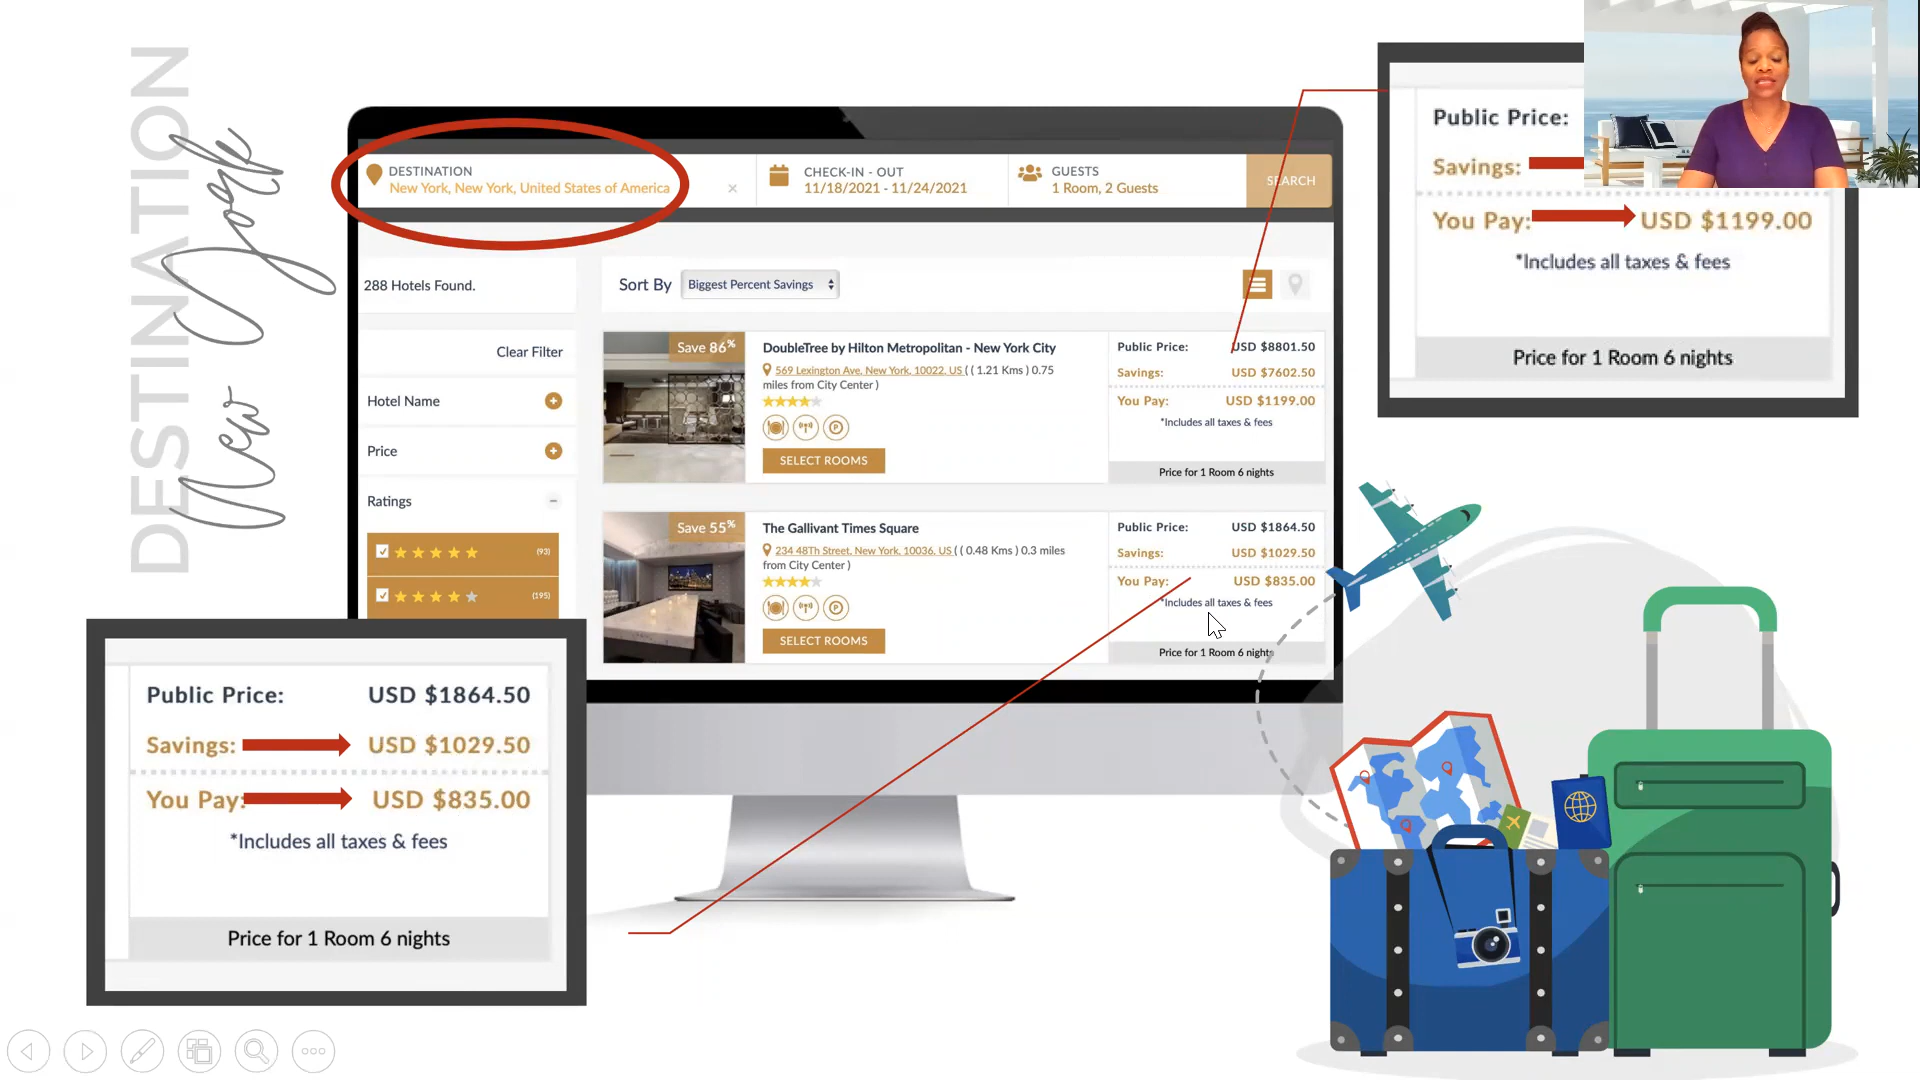 DESTINATION
New York
DESTINATION
New York, New York, United States of America
×
CHECK-IN - OUT
11/18/2021 - 11/24/2021
GUESTS
1 Room, 2 Guests
SEARCH
288 Hotels Found.
Sort By
Biggest Percent Savings
Clear Filter
Hotel Name
Price
Ratings
(93)
(195)
Save 86%
DoubleTree by Hilton Metropolitan - New York City
569 Lexington Ave, New York, 10022, US ( ( 1.21 Kms ) 0.75
miles from City Center )
SELECT ROOMS
Public Price: USD $8801.50
Savings: USD $7602.50
You Pay: USD $1199.00
*Includes all taxes & fees
Price for 1 Room 6 nights
Save 55%
The Gallivant Times Square
234 48Th Street, New York, 10036, US ( ( 0.48 Kms ) 0.3 miles
from City Center )
SELECT ROOMS
Public Price: USD $1864.50
Savings: USD $1029.50
You Pay: USD $835.00
*Includes all taxes & fees
Price for 1 Room 6 nights
Public Price:
Savings:
You Pay: USD $1199.00
*Includes all taxes & fees
Price for 1 Room 6 nights
Public Price: USD $1864.50
Savings: USD $1029.50
You Pay: USD $835.00
*Includes all taxes & fees
Price for 1 Room 6 nights